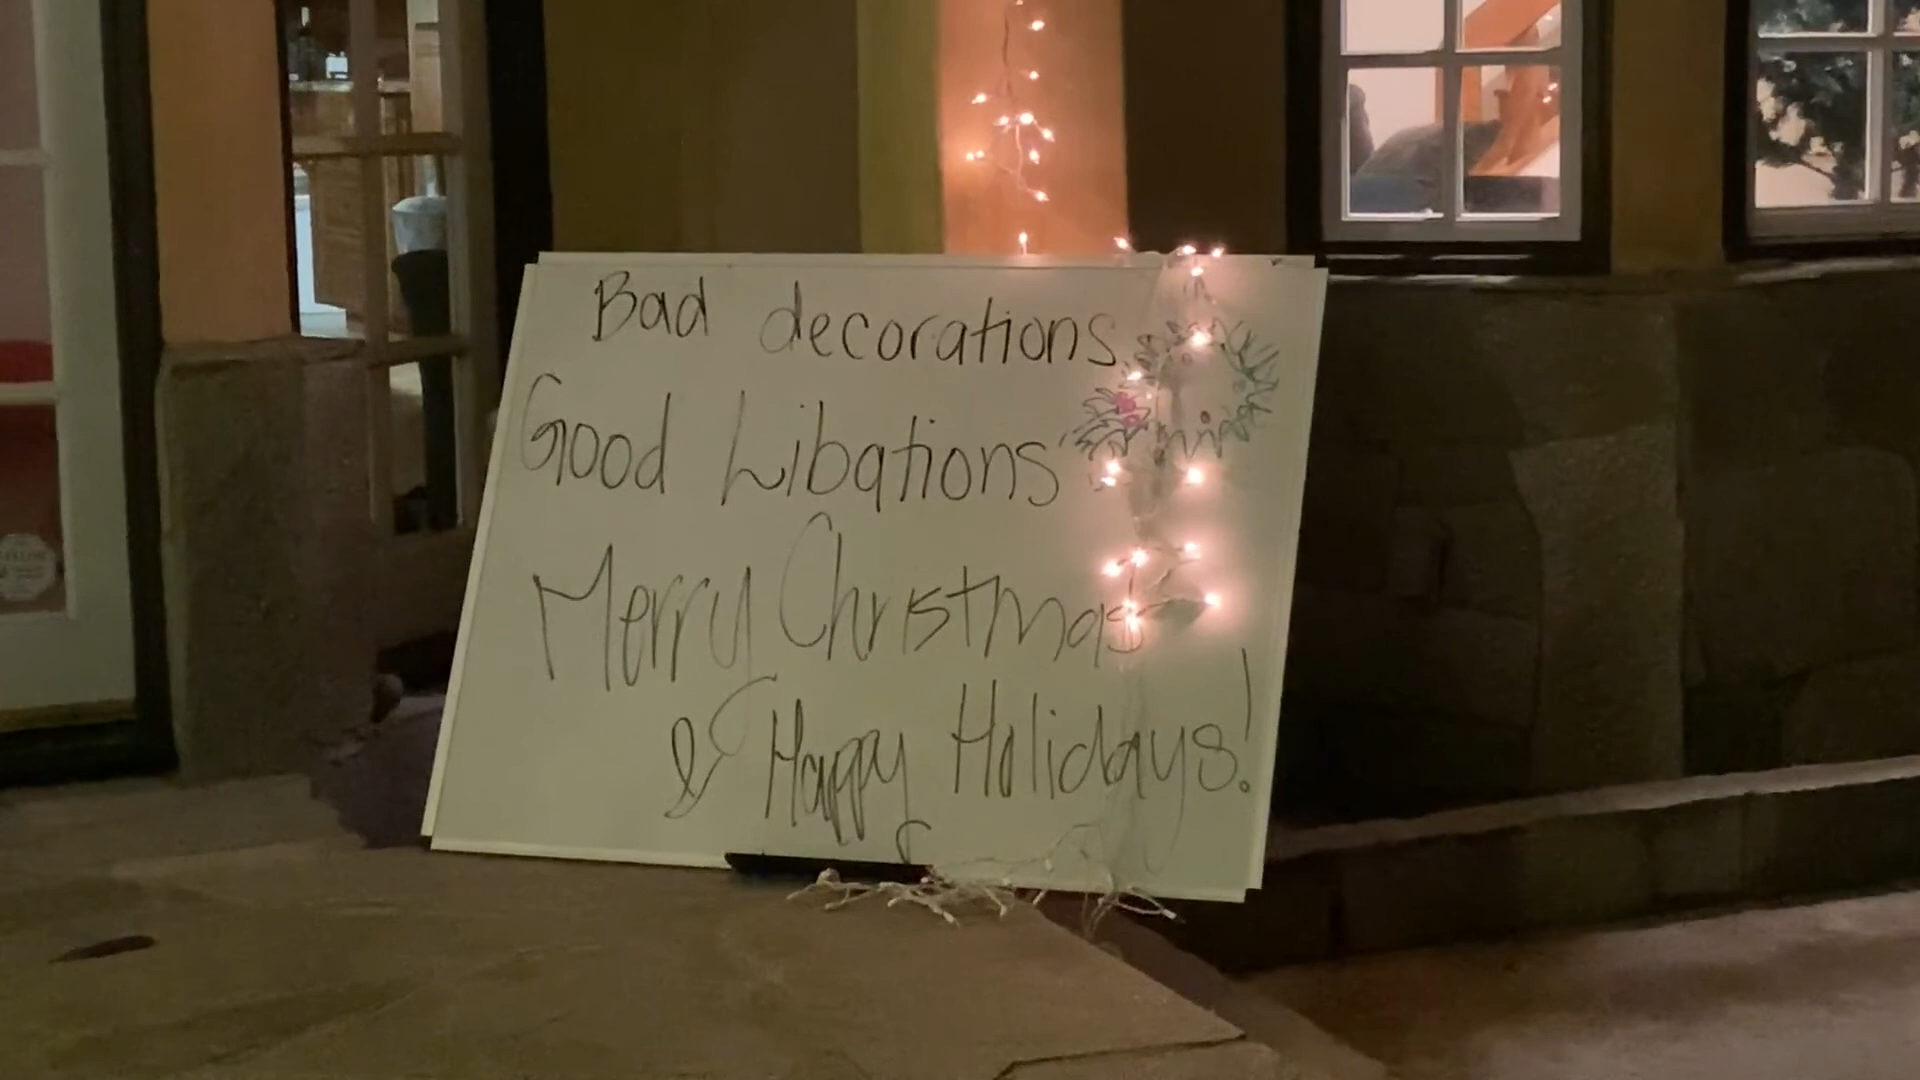 Bad decorations
Good Libations
Merry Christmas
& Happy Holidays!